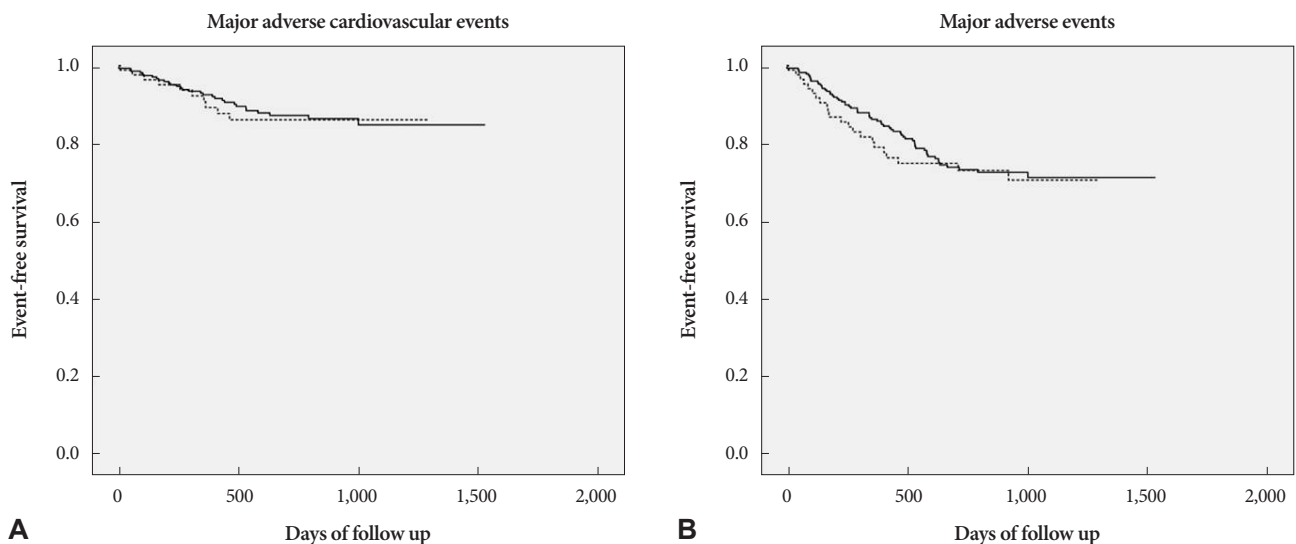 Major adverse cardiovascular events
1.0
0.8
0.6
0.4
0.2
0.0
Event-free survival
0 500 1,000 1,500 2,000
Days of follow up
A
Major adverse events
1.0
0.8
0.6
0.4
0.2
0.0
Event-free survival
0 500 1,000 1,500 2,000
Days of follow up
B